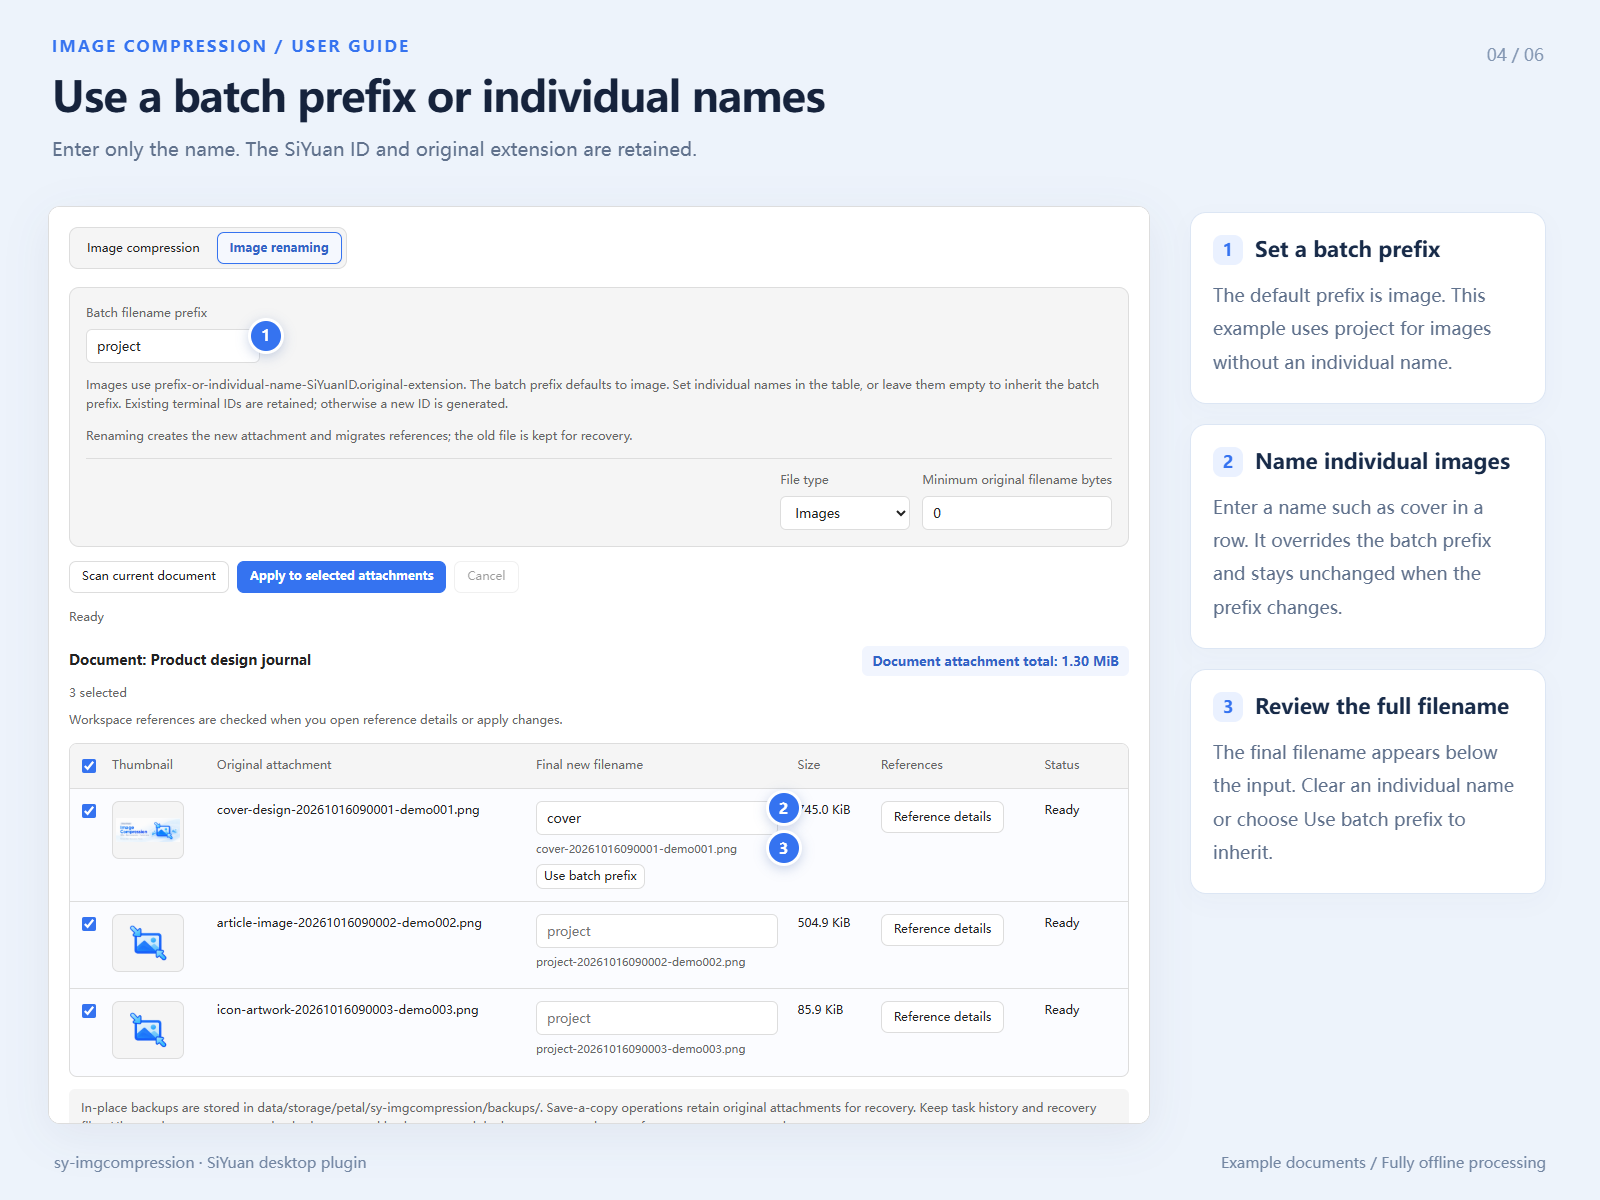 IMAGE COMPRESSION / USER GUIDE
04 / 06
Use a batch prefix or individual names
Enter only the name. The SiYuan ID and original extension are retained.
Image compression
Image renaming
Batch filename prefix
project
1
Images use prefix-or-individual-name-SiYuanID.original-extension. The batch prefix defaults to image. Set individual names in the table, or leave them empty to inherit the batch
prefix. Existing terminal IDs are retained; otherwise a new ID is generated.
Renaming creates the new attachment and migrates references; the old file is kept for recovery.
File type
Minimum original filename bytes
Images
0
Scan current document
Apply to selected attachments
Cancel
Ready
Document: Product design journal
Document attachment total: 1.30 MiB
3 selected
Workspace references are checked when you open reference details or apply changes.
Thumbnail
Original attachment
Final new filename
Size
References
Status
Image
Compression
cover-design-20261016090001-demo001.png
cover
2
745.0 KiB
Reference details
Ready
cover-20261016090001-demo001.png
3
Use batch prefix
article-image-20261016090002-demo002.png
project
504.9 KiB
Reference details
Ready
project-20261016090002-demo002.png
icon-artwork-20261016090003-demo003.png
project
85.9 KiB
Reference details
Ready
project-20261016090003-demo003.png
In-place backups are stored in data/storage/petal/sy-imgcompression/backups/. Save-a-copy operations retain original attachments for recovery. Keep task history and recovery
1 Set a batch prefix
The default prefix is image. This
example uses project for images
without an individual name.
2 Name individual images
Enter a name such as cover in a
row. It overrides the batch prefix
and stays unchanged when the
prefix changes.
3 Review the full filename
The final filename appears below
the input. Clear an individual name
or choose Use batch prefix to
inherit.
sy-imgcompression · SiYuan desktop plugin
Example documents / Fully offline processing